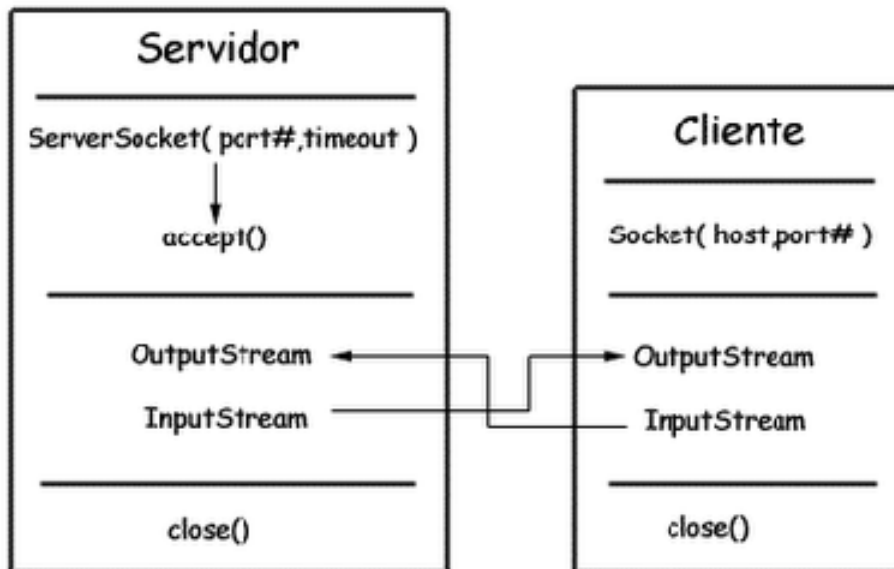 Servidor
ServerSocket( port#,timeout )
accept()
OutputStream
InputStream
close()
Cliente
Socket( host,port# )
OutputStream
InputStream
close()